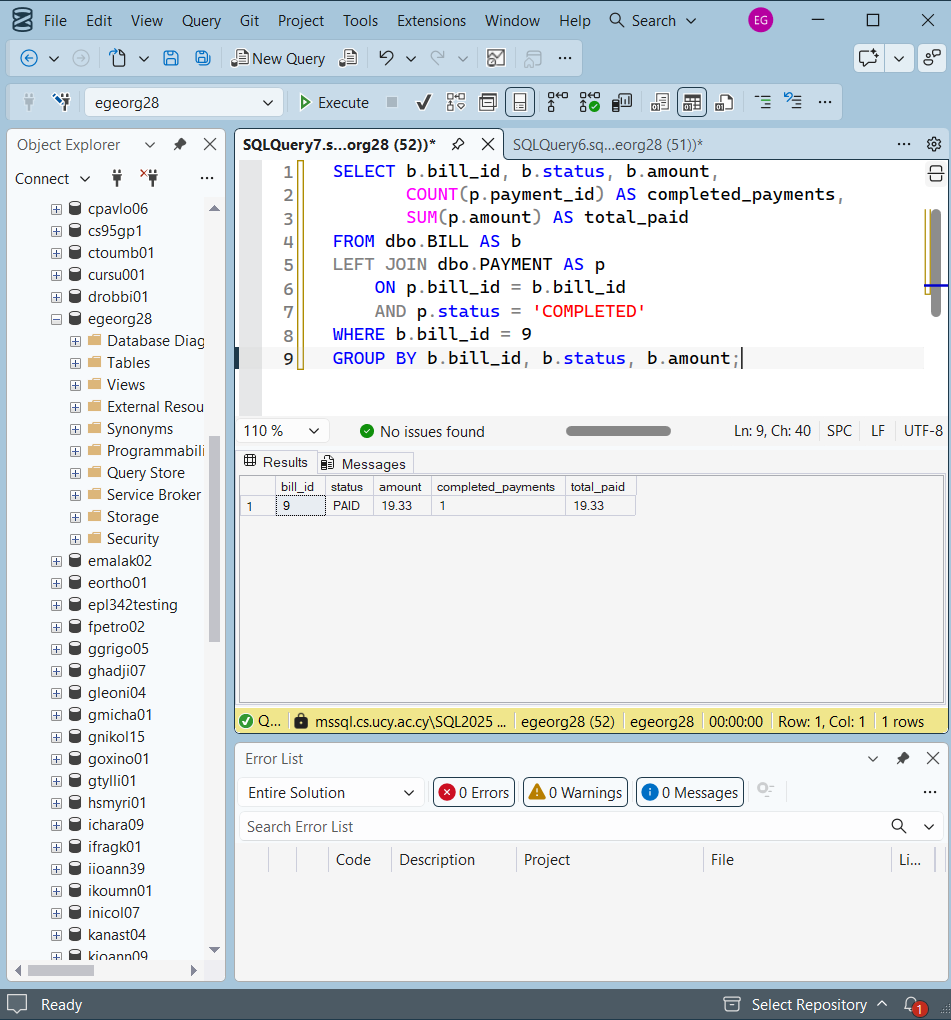 File Edit View Query Git Project Tools Extensions Window Help Search EG
New Query
egeorg28 Execute
Object Explorer
Connect
cpavlo06
cs95gp1
ctoumb01
cursu001
drobbi01
egeorg28
Database Diag
Tables
Views
External Resou
Synonyms
Programmabili
Query Store
Service Broker
Storage
Security
emalak02
eortho01
epl342testing
fpetro02
ggrigo05
ghadji07
gleoni04
gmicha01
gnikol15
goxino01
gtylli01
hsmyri01
ichara09
ifragk01
iioann39
ikoumn01
inicol07
kanast04
kioann09
SQLQuery7.s...org28 (52))* SQLQuery6.sq...eorg28 (51))*
1 SELECT b.bill_id, b.status, b.amount,
2 COUNT(p.payment_id) AS completed_payments,
3 SUM(p.amount) AS total_paid
4 FROM dbo.BILL AS b
5 LEFT JOIN dbo.PAYMENT AS p
6 ON p.bill_id = b.bill_id
7 AND p.status = 'COMPLETED'
8 WHERE b.bill_id = 9
9 GROUP BY b.bill_id, b.status, b.amount;
110 % No issues found Ln: 9, Ch: 40 SPC LF UTF-8
Results Messages
bill_id status amount completed_payments total_paid
1 9 PAID 19.33 1 19.33
Q... mssql.cs.ucy.ac.cy\SQL2025 ... egeorg28 (52) egeorg28 00:00:00 Row: 1, Col: 1 1 rows
Error List
Entire Solution 0 Errors 0 Warnings 0 Messages
Search Error List
Code Description Project File Li...
Ready Select Repository 1